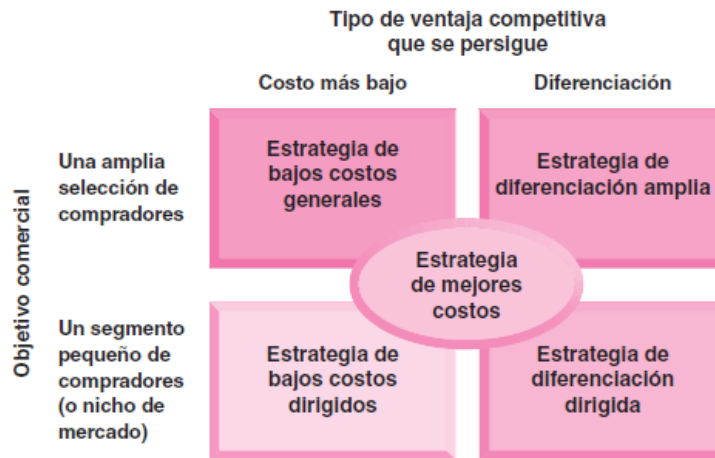 Tipo de ventaja competitiva
que se persigue
Costo más bajo
Diferenciación
Objetivo comercial
Una amplia
selección de
compradores
Estrategia de
bajos costos
generales
Estrategia de
diferenciación amplia
Estrategia
de mejores
costos
Un segmento
pequeño de
compradores
(o nicho de
mercado)
Estrategia de
bajos costos
dirigidos
Estrategia de
diferenciación
dirigida